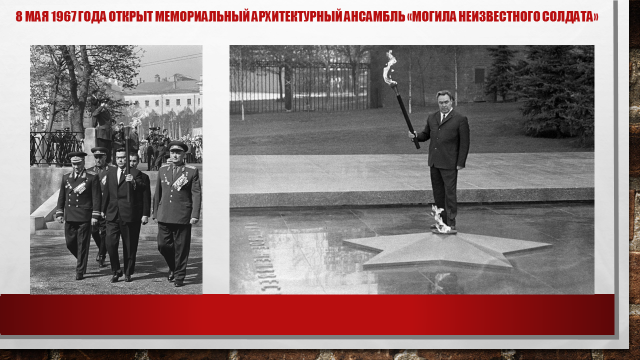 8 МАЯ 1967 ГОДА ОТКРЫТ МЕМОРИАЛЬНЫЙ АРХИТЕКТУРНЫЙ АНСАМБЛЬ «МОГИЛА НЕИЗВЕСТНОГО СОЛДАТА»